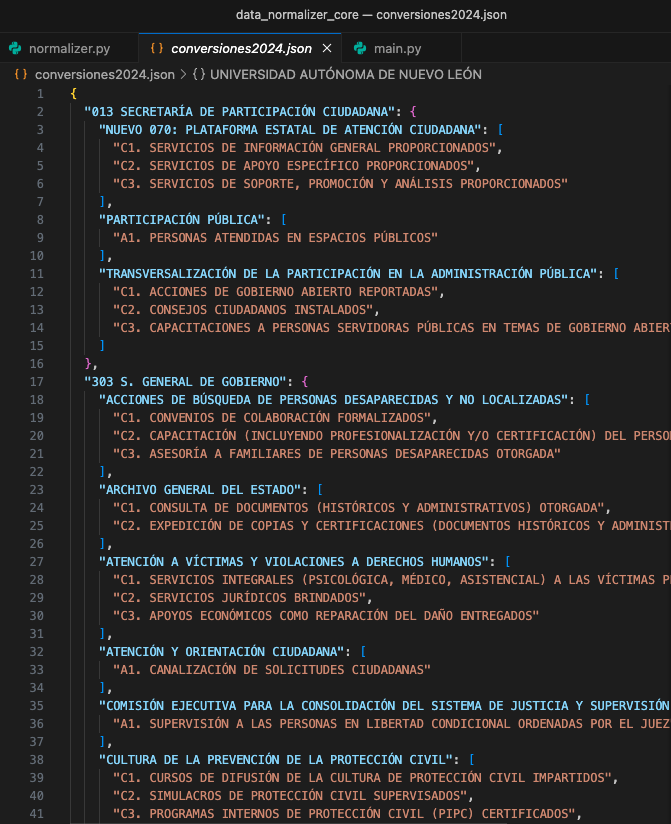 data_normalizer_core — conversiones2024.json
normalizer.py
{ } conversiones2024.json ×
main.py
{ } conversiones2024.json > { } UNIVERSIDAD AUTÓNOMA DE NUEVO LEÓN
1 {
2 "013 SECRETARÍA DE PARTICIPACIÓN CIUDADANA": {
3 "NUEVO 070: PLATAFORMA ESTATAL DE ATENCIÓN CIUDADANA": [
4 "C1. SERVICIOS DE INFORMACIÓN GENERAL PROPORCIONADOS",
5 "C2. SERVICIOS DE APOYO ESPECÍFICO PROPORCIONADOS",
6 "C3. SERVICIOS DE SOPORTE, PROMOCIÓN Y ANÁLISIS PROPORCIONADOS"
7 ],
8 "PARTICIPACIÓN PÚBLICA": [
9 "A1. PERSONAS ATENDIDAS EN ESPACIOS PÚBLICOS"
10 ],
11 "TRANSVERSALIZACIÓN DE LA PARTICIPACIÓN EN LA ADMINISTRACIÓN PÚBLICA": [
12 "C1. ACCIONES DE GOBIERNO ABIERTO REPORTADAS",
13 "C2. CONSEJOS CIUDADANOS INSTALADOS",
14 "C3. CAPACITACIONES A PERSONAS SERVIDORAS PÚBLICAS EN TEMAS DE GOBIERNO ABIER
15 ]
16 },
17 "303 S. GENERAL DE GOBIERNO": {
18 "ACCIONES DE BÚSQUEDA DE PERSONAS DESAPARECIDAS Y NO LOCALIZADAS": [
19 "C1. CONVENIOS DE COLABORACIÓN FORMALIZADOS",
20 "C2. CAPACITACIÓN (INCLUYENDO PROFESIONALIZACIÓN Y/O CERTIFICACIÓN) DEL PERSO
21 "C3. ASESORÍA A FAMILIARES DE PERSONAS DESAPARECIDAS OTORGADA"
22 ],
23 "ARCHIVO GENERAL DEL ESTADO": [
24 "C1. CONSULTA DE DOCUMENTOS (HISTÓRICOS Y ADMINISTRATIVOS) OTORGADA",
25 "C2. EXPEDICIÓN DE COPIAS Y CERTIFICACIONES (DOCUMENTOS HISTÓRICOS Y ADMINIST
26 ],
27 "ATENCIÓN A VÍCTIMAS Y VIOLACIONES A DERECHOS HUMANOS": [
28 "C1. SERVICIOS INTEGRALES (PSICOLÓGICA, MÉDICO, ASISTENCIAL) A LAS VÍCTIMAS P
29 "C2. SERVICIOS JURÍDICOS BRINDADOS",
30 "C3. APOYOS ECONÓMICOS COMO REPARACIÓN DEL DAÑO ENTREGADOS"
31 ],
32 "ATENCIÓN Y ORIENTACIÓN CIUDADANA": [
33 "A1. CANALIZACIÓN DE SOLICITUDES CIUDADANAS"
34 ],
35 "COMISIÓN EJECUTIVA PARA LA CONSOLIDACIÓN DEL SISTEMA DE JUSTICIA Y SUPERVISIÓN
36 "A1. SUPERVISIÓN A LAS PERSONAS EN LIBERTAD CONDICIONAL ORDENADAS POR EL JUEZ
37 ],
38 "CULTURA DE LA PREVENCIÓN DE LA PROTECCIÓN CIVIL": [
39 "C1. CURSOS DE DIFUSIÓN DE LA CULTURA DE PROTECCIÓN CIVIL IMPARTIDOS",
40 "C2. SIMULACROS DE PROTECCIÓN CIVIL SUPERVISADOS",
41 "C3. PROGRAMAS INTERNOS DE PROTECCIÓN CIVIL (PIPC) CERTIFICADOS",